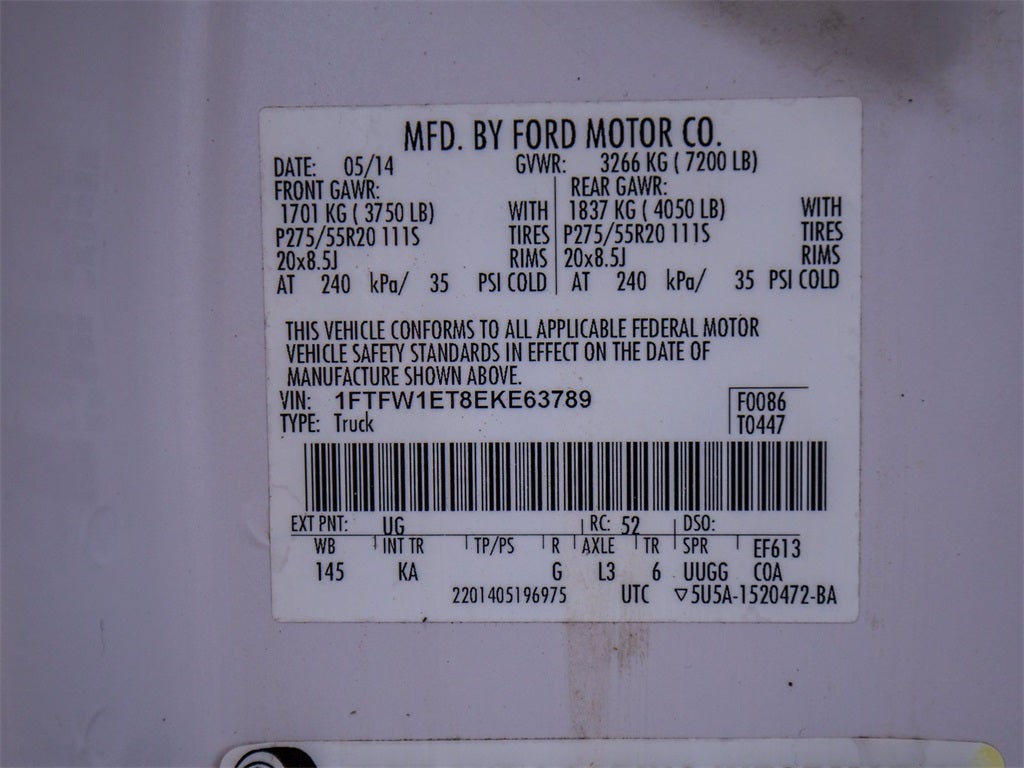 MFD. BY FORD MOTOR CO.
DATE: 05/14 GVWR: 3266 KG ( 7200 LB)
FRONT GAWR: REAR GAWR:
1701 KG ( 3750 LB) WITH 1837 KG ( 4050 LB) WITH
P275/55R20 111S TIRES P275/55R20 111S TIRES
20x8.5J RIMS 20x8.5J RIMS
AT 240 kPa/ 35 PSI COLD AT 240 kPa/ 35 PSI COLD
THIS VEHICLE CONFORMS TO ALL APPLICABLE FEDERAL MOTOR
VEHICLE SAFETY STANDARDS IN EFFECT ON THE DATE OF
MANUFACTURE SHOWN ABOVE.
VIN: 1FTFW1ET8EKE63789 F0086
TYPE: Truck T0447
EXT PNT: UG RC: 52 DSO:
WB INT TR TP/PS R AXLE TR SPR EF613
145 KA G L3 6 UUGG COA
2201405196975 UTC ▽5U5A-1520472-BA